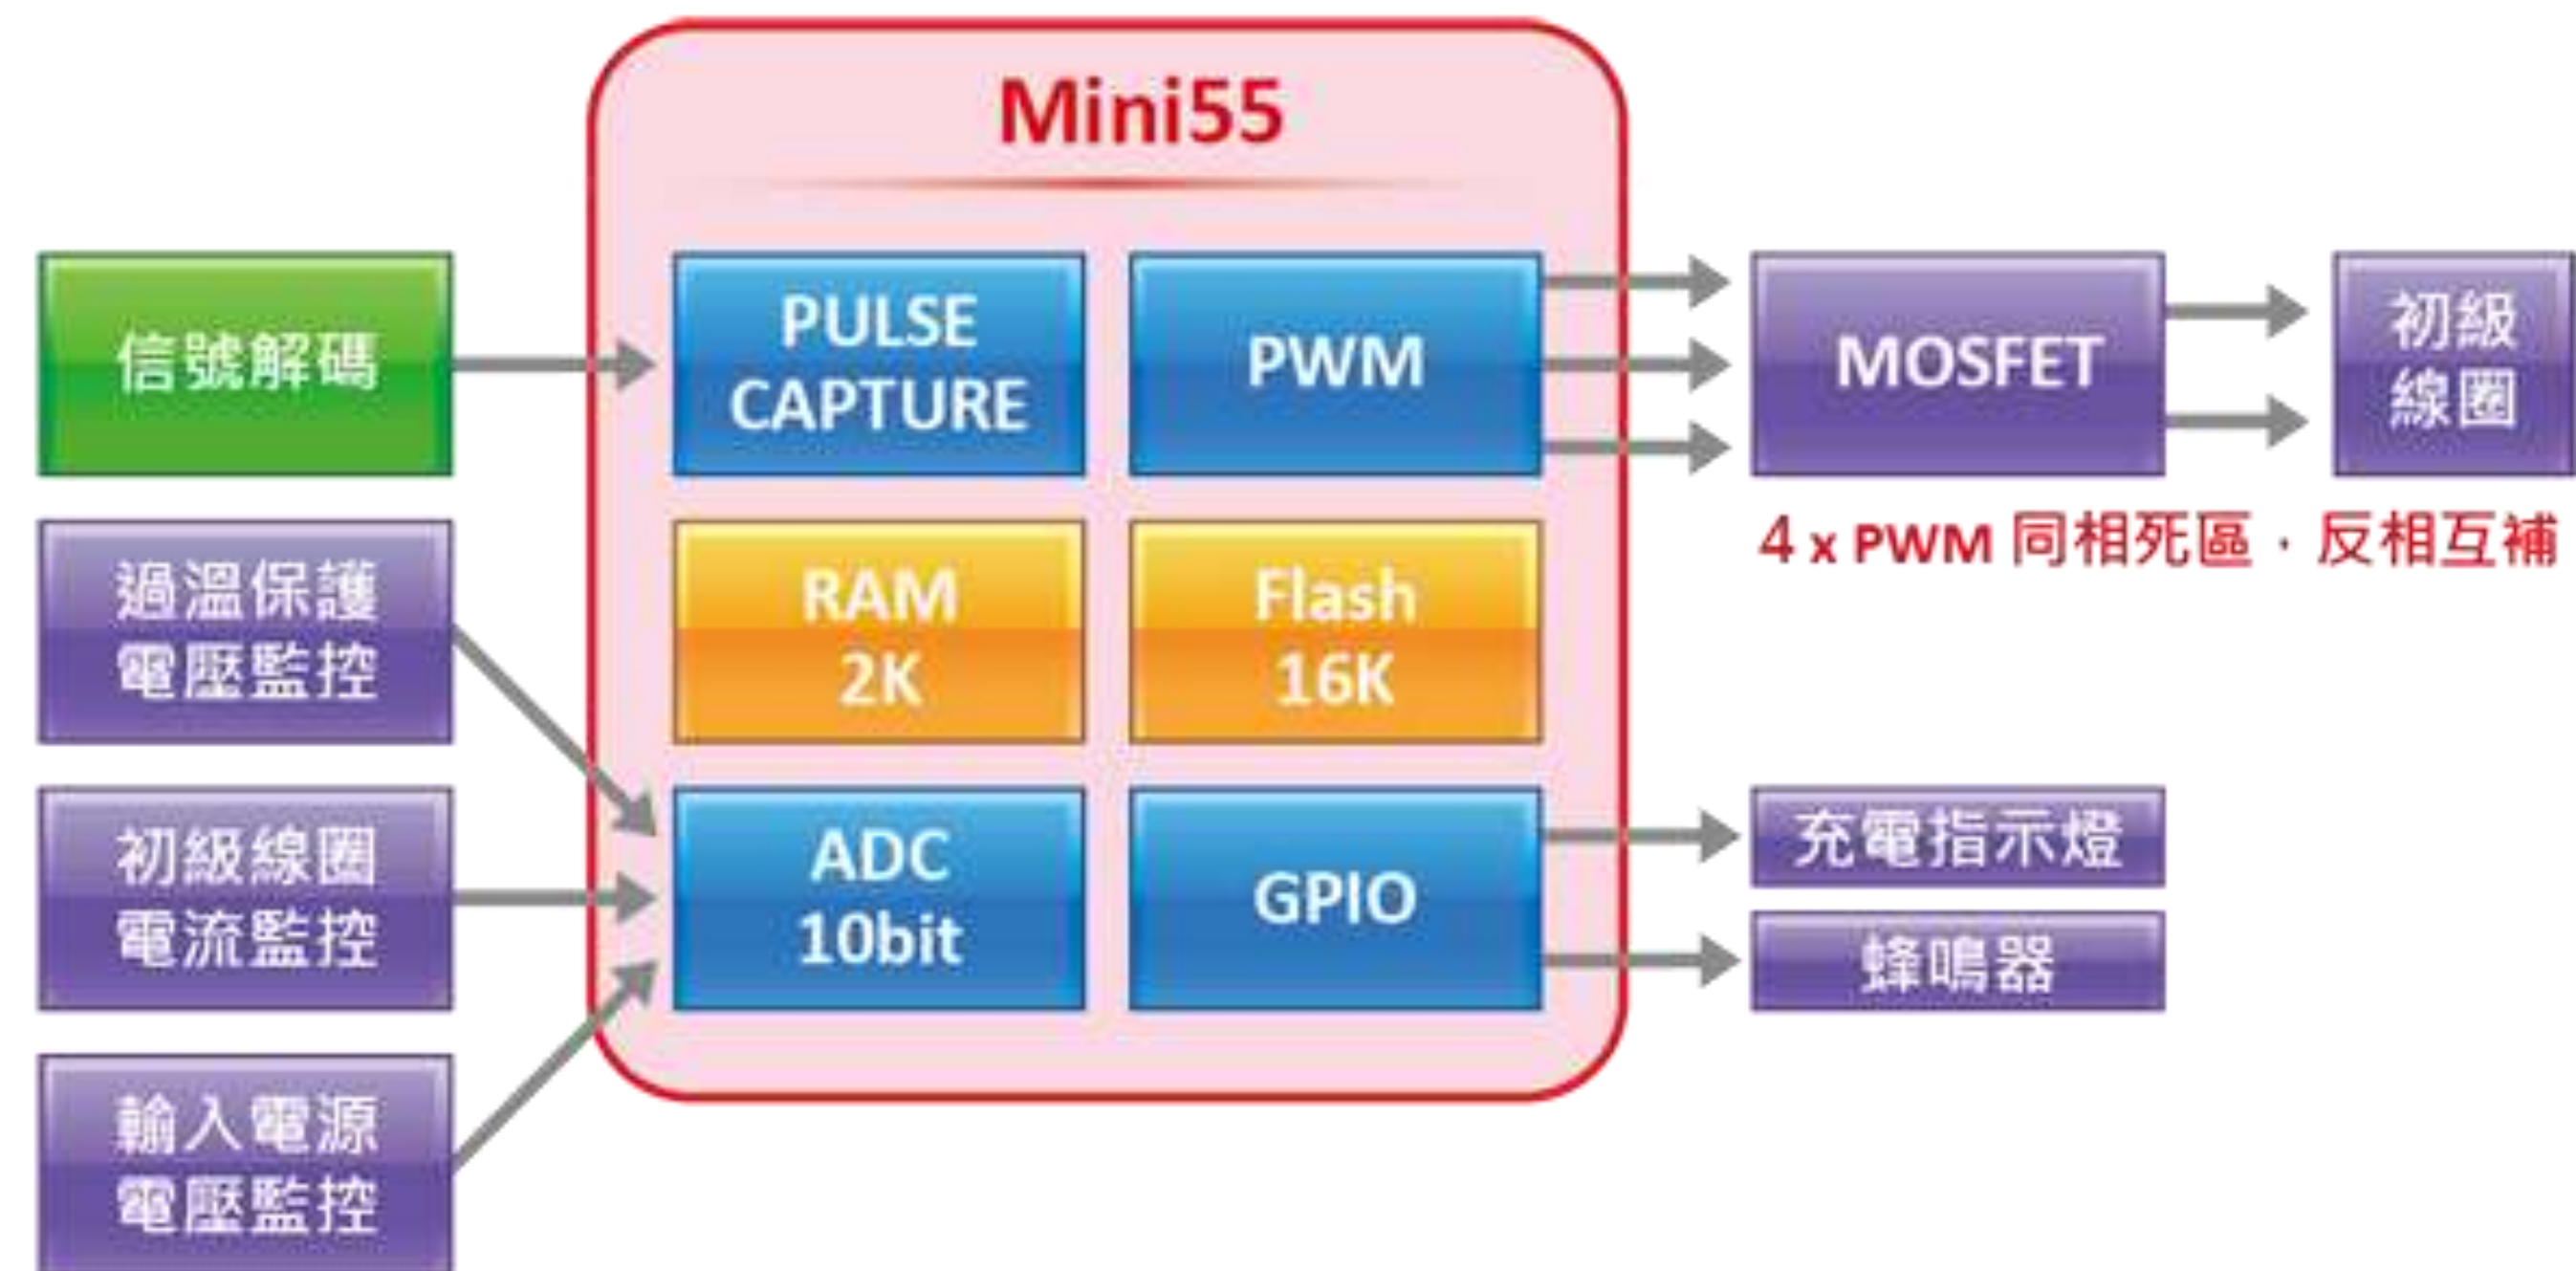 Mini55
信號解碼
PULSE
CAPTURE
PWM
MOSFET
初級
線圈
4 x PWM 同相死區，反相互補
過溫保護
電壓監控
RAM
2K
Flash
16K
初級線圈
電流監控
ADC
10bit
GPIO
充電指示燈
蜂鳴器
輸入電源
電壓監控